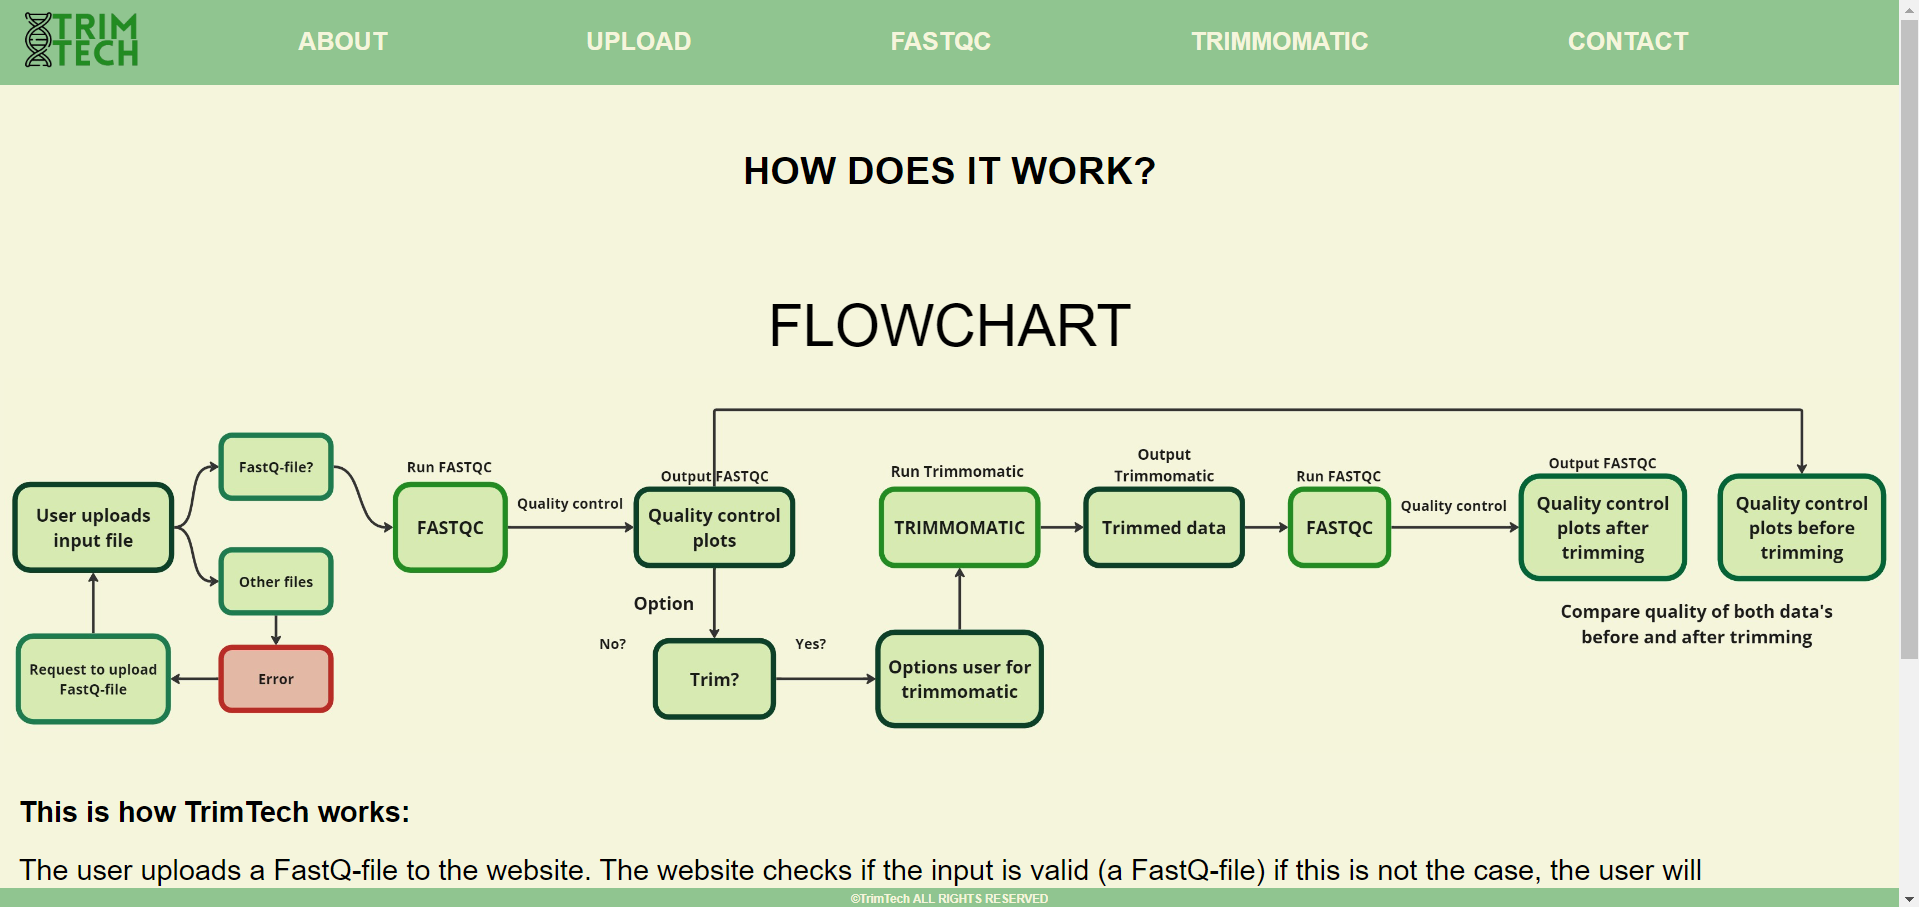 TRIM
TECH
ABOUT
UPLOAD
FASTQC
TRIMMOMATIC
CONTACT
HOW DOES IT WORK?
FLOWCHART
User uploads
input file
FastQ-file?
Other files
Error
Request to upload
FastQ-file
Run FASTQC
FASTQC
Quality control
Output FASTQC
Quality control
plots
Option
No?
Trim?
Yes?
Options user for
trimmomatic
Run Trimmomatic
TRIMMOMATIC
Output
Trimmomatic
Trimmed data
Run FASTQC
FASTQC
Quality control
Output FASTQC
Quality control
plots after
trimming
Quality control
plots before
trimming
Compare quality of both data's
before and after trimming
This is how TrimTech works:
The user uploads a FastQ-file to the website. The website checks if the input is valid (a FastQ-file) if this is not the case, the user will
©TrimTech ALL RIGHTS RESERVED